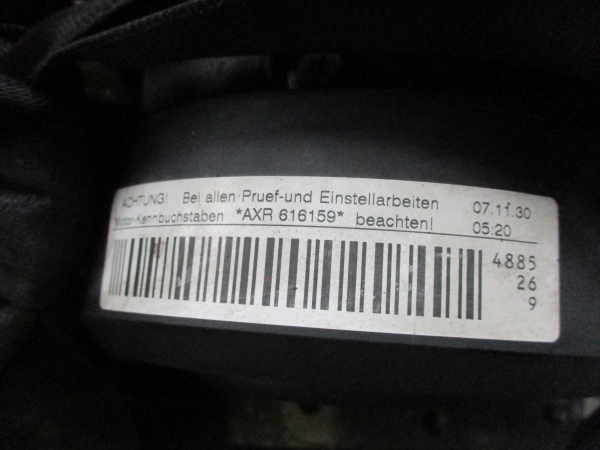 ACHTUNG! Bei allen Pruef-und Einstellarbeiten 07.11.30
Motor-Kennbuchstaben *AXR 616159* beachten! 05:20
4885
26
9